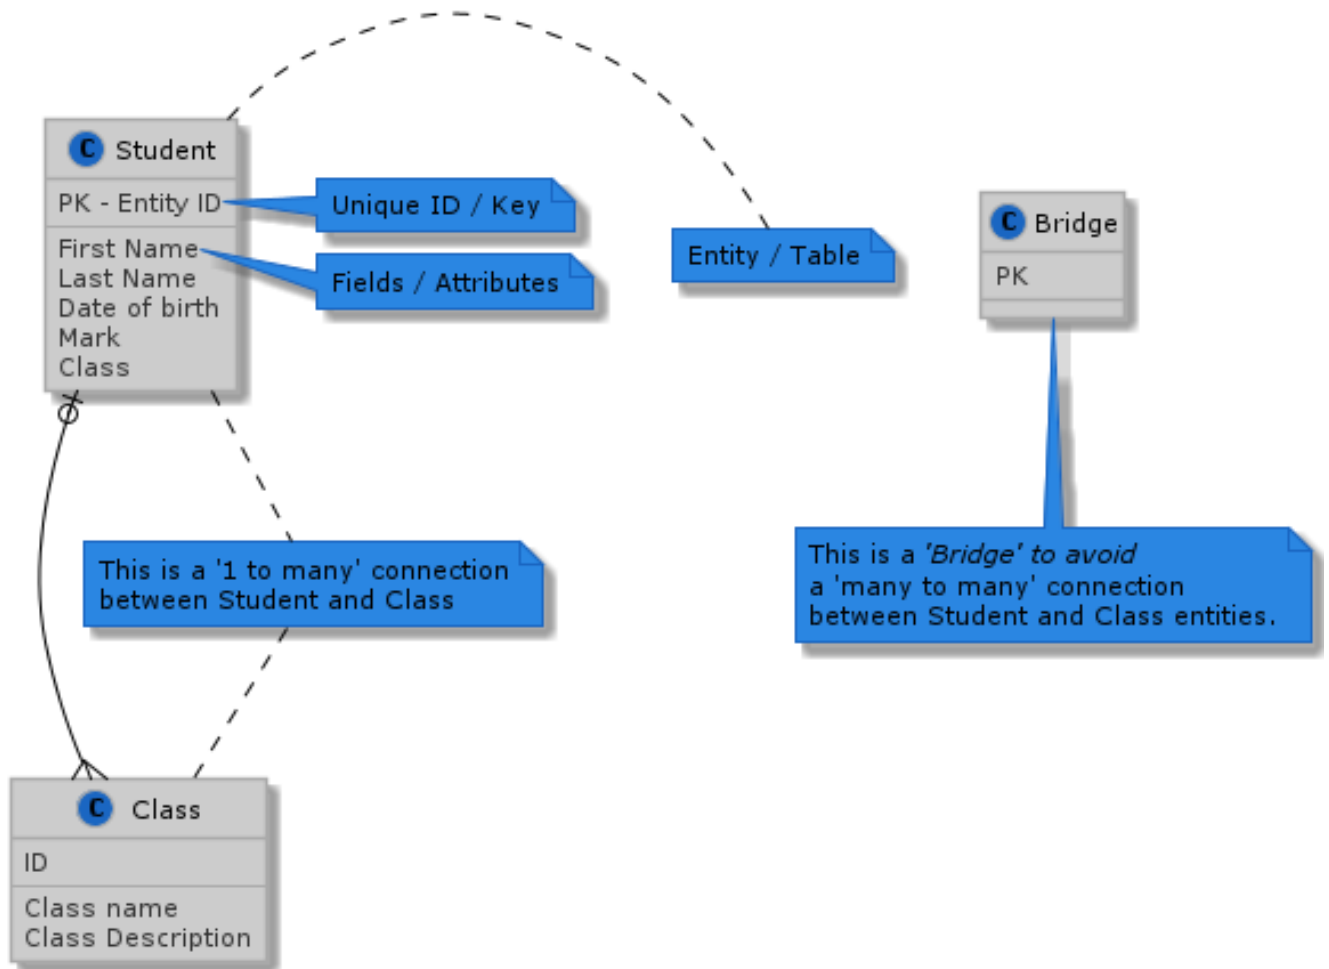 C Student
PK - Entity ID
First Name
Last Name
Date of birth
Mark
Class
Unique ID / Key
Fields / Attributes
Entity / Table
C Bridge
PK
This is a '1 to many' connection
between Student and Class
This is a 'Bridge' to avoid
a 'many to many' connection
between Student and Class entities.
C Class
ID
Class name
Class Description